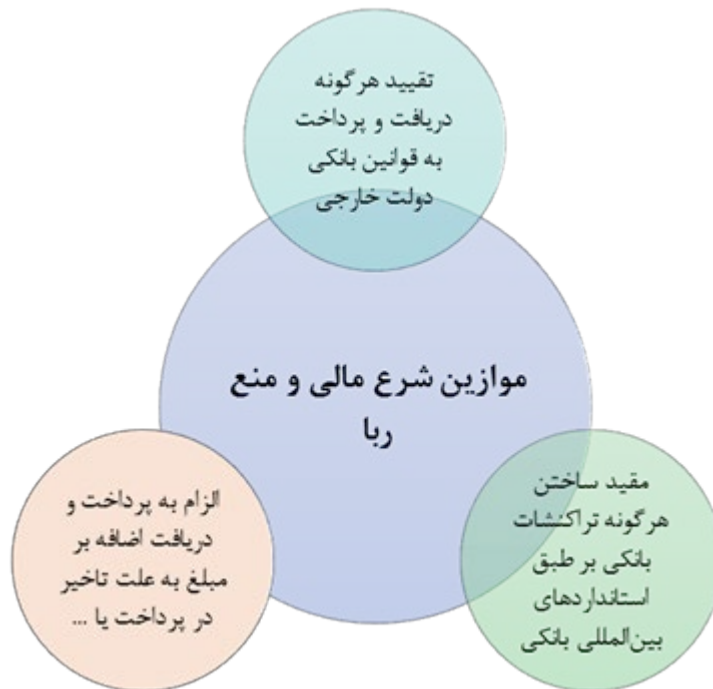 تقیید هرگونه
دریافت و پرداخت
به قوانین بانکی
دولت خارجی
موازین شرع مالی و منع
ربا
الزام به پرداخت و
دریافت اضافه بر
مبلغ به علت تاخیر
در پرداخت یا ...
مقید ساختن
هرگونه تراکنشات
بانکی بر طبق
استانداردهای
بین‌المللی بانکی